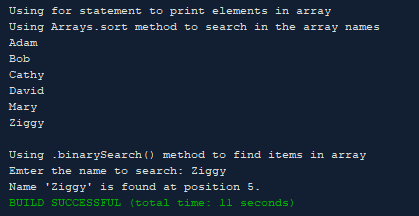 Using for statement to print elements in array
Using Arrays.sort method to search in the array names
Adam
Bob
Cathy
David
Mary
Ziggy
Using .binarySearch() method to find items in array
Emter the name to search: Ziggy
Name 'Ziggy' is found at position 5.
BUILD SUCCESSFUL (total time: 11 seconds)